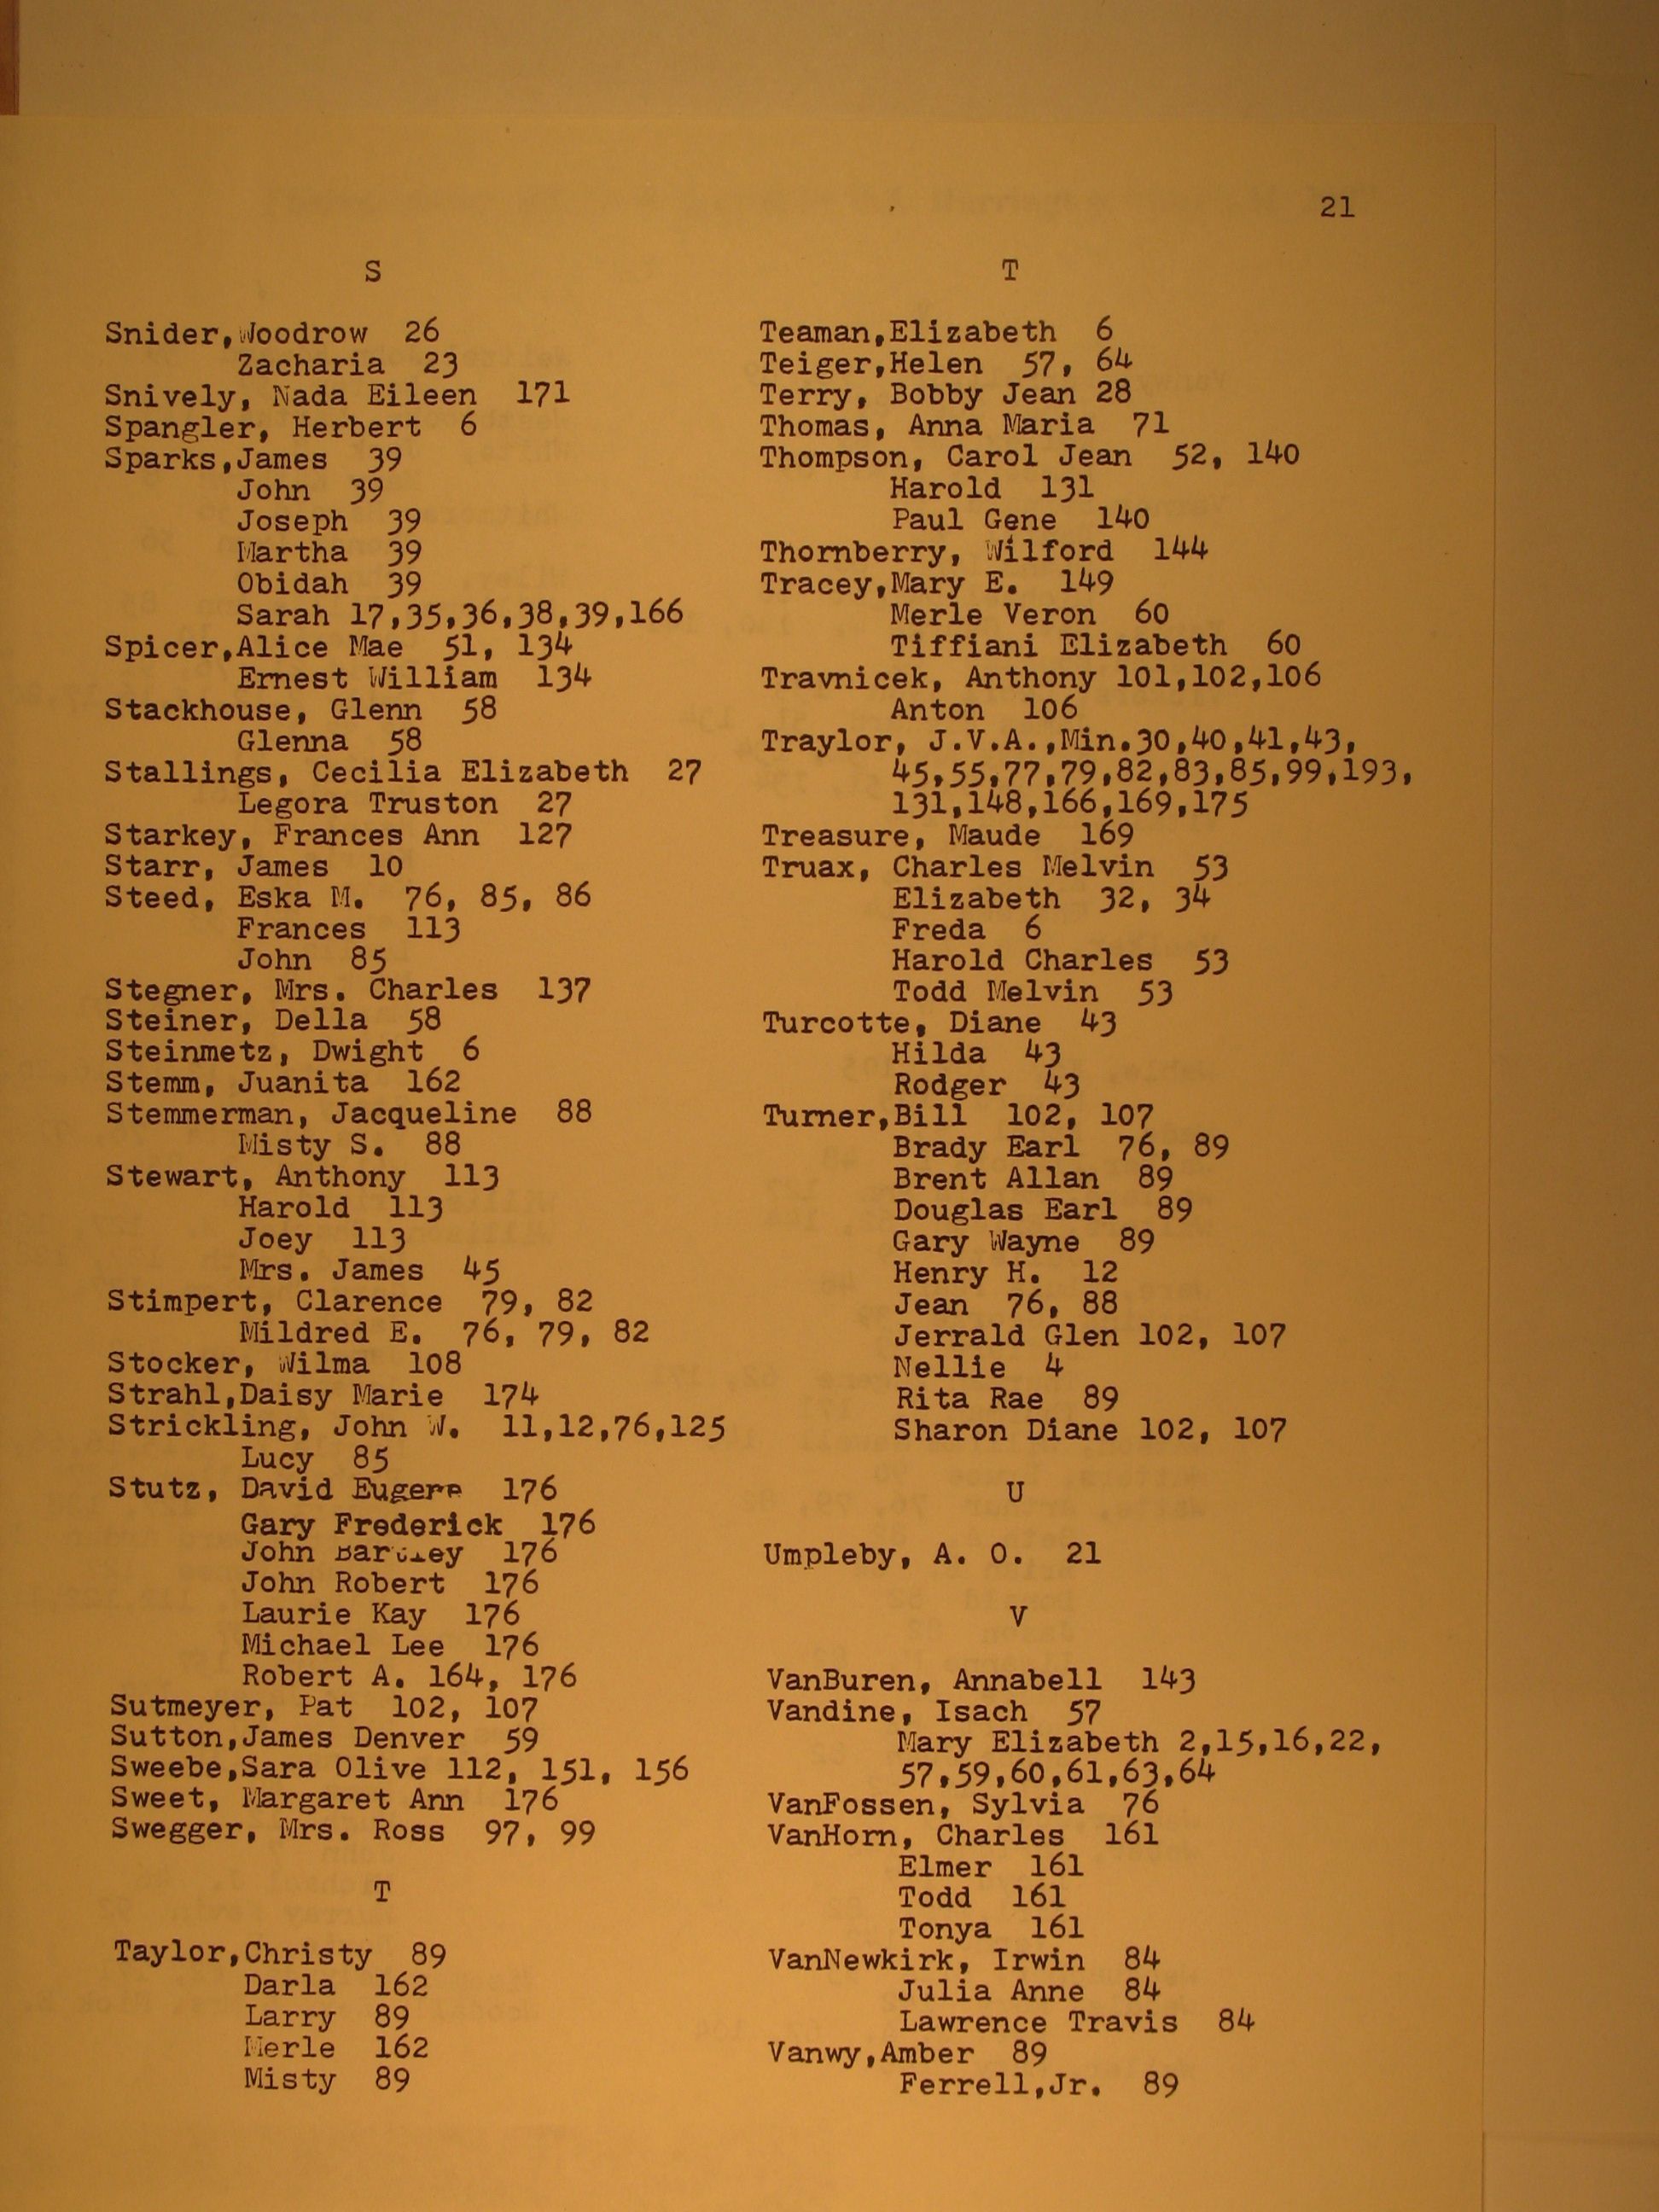 21
S
Snider,Woodrow 26
Zacharia 23
Snively, Nada Eileen 171
Spangler, Herbert 6
Sparks,James 39
John 39
Joseph 39
Martha 39
Obidah 39
Sarah 17,35,36,38,39,166
Spicer,Alice Mae 51, 134
Ernest William 134
Stackhouse, Glenn 58
Glenna 58
Stallings, Cecilia Elizabeth 27
Legora Truston 27
Starkey, Frances Ann 127
Starr, James 10
Steed, Eska M. 76, 85, 86
Frances 113
John 85
Stegner, Mrs. Charles 137
Steiner, Della 58
Steinmetz, Dwight 6
Stemm, Juanita 162
Stemmerman, Jacqueline 88
Misty S. 88
Stewart, Anthony 113
Harold 113
Joey 113
Mrs. James 45
Stimpert, Clarence 79, 82
Mildred E. 76, 79, 82
Stocker, Wilma 108
Strahl,Daisy Marie 174
Strickling, John W. 11,12,76,125
Lucy 85
Stutz, David Eugene 176
Gary Frederick 176
John 176
John Robert 176
Laurie Kay 176
Michael Lee 176
Robert A. 164, 176
Sutmeyer, Pat 102, 107
Sutton,James Denver 59
Sweebe,Sara Olive 112, 151, 156
Sweet, Margaret Ann 176
Swegger, Mrs. Ross 97, 99
T
Taylor,Christy 89
Darla 162
Larry 89
Merle 162
Misty 89
T
Teaman,Elizabeth 6
Teiger,Helen 57, 64
Terry, Bobby Jean 28
Thomas, Anna Maria 71
Thompson, Carol Jean 52, 140
Harold 131
Paul Gene 140
Thornberry, Wilford 144
Tracey,Mary E. 149
Merle Veron 60
Tiffiani Elizabeth 60
Travnicek, Anthony 101,102,106
Anton 106
Traylor, J.V.A.,Min.30,40,41,43,
45,55,77,79,82,83,85,99,193,
131,148,166,169,175
Treasure, Maude 169
Truax, Charles Melvin 53
Elizabeth 32, 34
Freda 6
Harold Charles 53
Todd Melvin 53
Turcotte, Diane 43
Hilda 43
Rodger 43
Turner,Bill 102, 107
Brady Earl 76, 89
Brent Allan 89
Douglas Earl 89
Gary Wayne 89
Henry H. 12
Jean 76, 88
Jerrald Glen 102, 107
Nellie 4
Rita Rae 89
Sharon Diane 102, 107
U
Umpleby, A. O. 21
V
VanBuren, Annabell 143
Vandine, Isach 57
Mary Elizabeth 2,15,16,22,
57,59,60,61,63,64
VanFossen, Sylvia 76
VanHorn, Charles 161
Elmer 161
Todd 161
Tonya 161
VanNewkirk, Irwin 84
Julia Anne 84
Lawrence Travis 84
Vanwy,Amber 89
Ferrell,Jr. 89